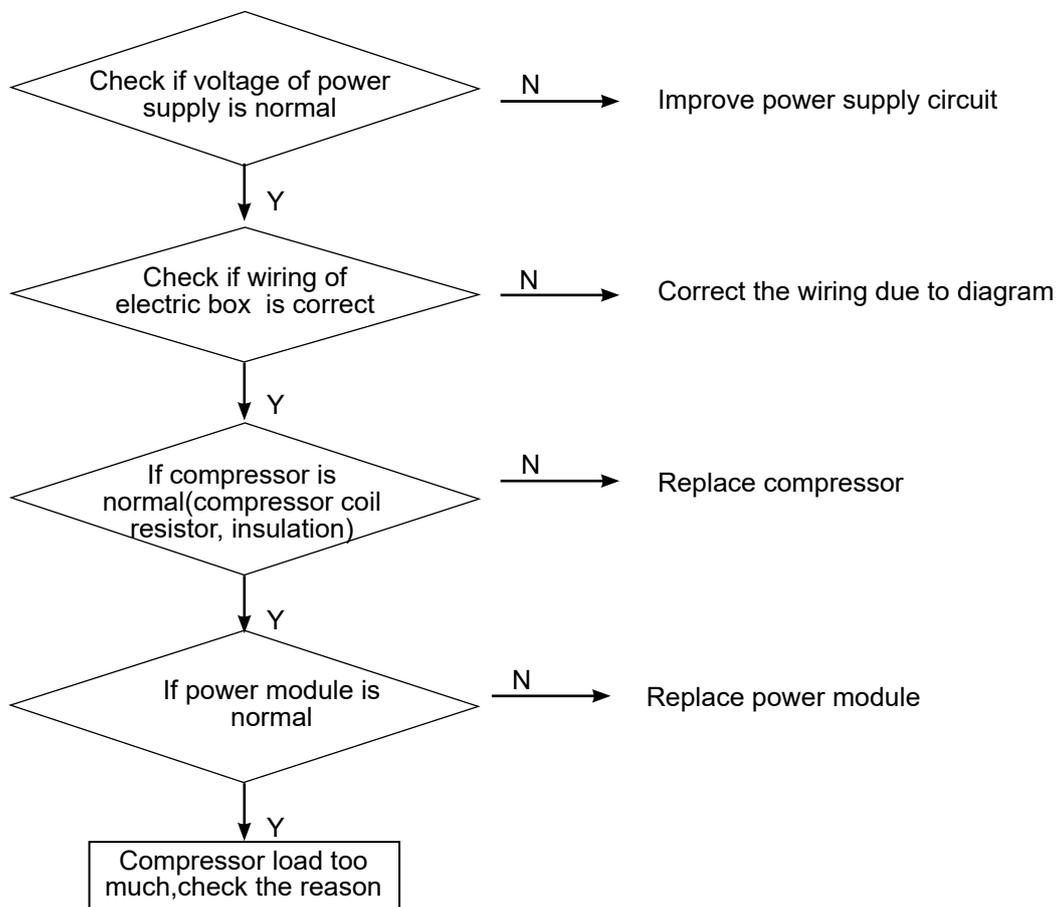 Check if voltage of power
supply is normal
N
Improve power supply circuit
Y
Check if wiring of
electric box  is correct
N
Correct the wiring due to diagram
Y
If compressor is
normal(compressor coil
resistor, insulation)
N
Replace compressor
Y
If power module is
normal
N
Replace power module
Y
Compressor load too
much,check the reason